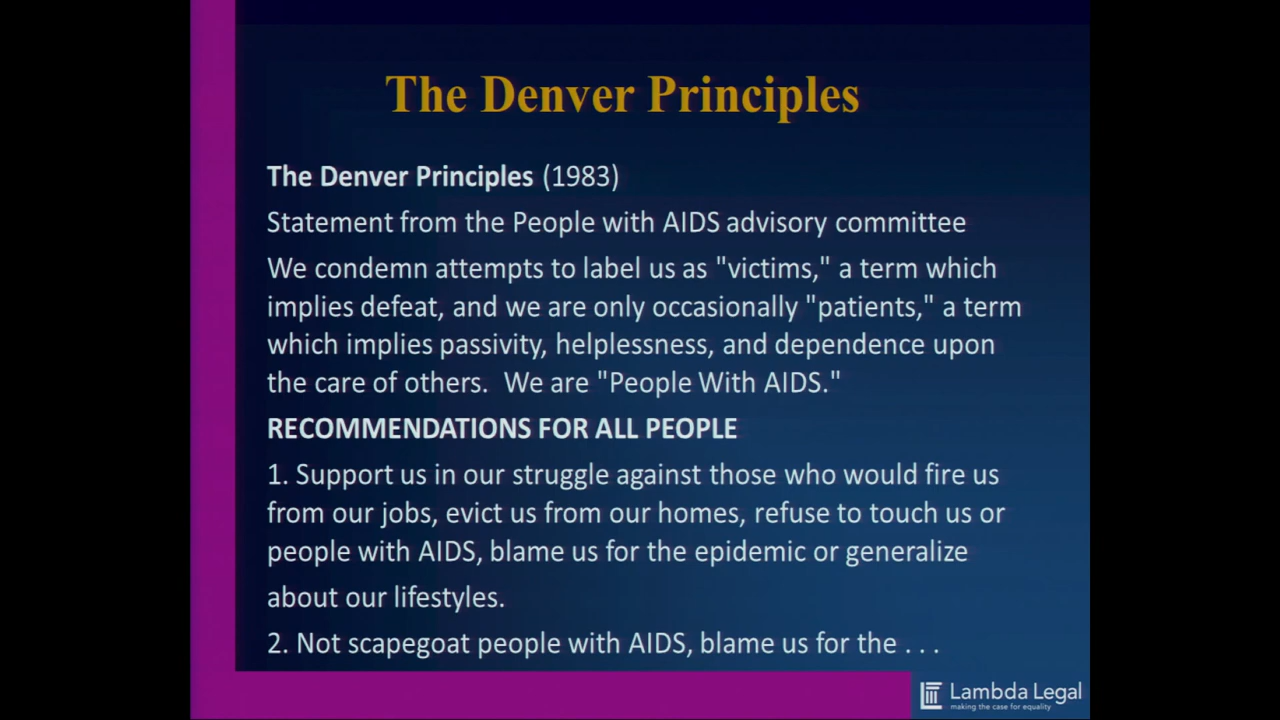 The Denver Principles
The Denver Principles (1983)
Statement from the People with AIDS advisory committee
We condemn attempts to label us as "victims," a term which
implies defeat, and we are only occasionally "patients," a term
which implies passivity, helplessness, and dependence upon
the care of others.  We are "People With AIDS."
RECOMMENDATIONS FOR ALL PEOPLE
1. Support us in our struggle against those who would fire us
from our jobs, evict us from our homes, refuse to touch us or
people with AIDS, blame us for the epidemic or generalize
about our lifestyles.
2. Not scapegoat people with AIDS, blame us for the . . .
Lambda Legal
making the case for equality